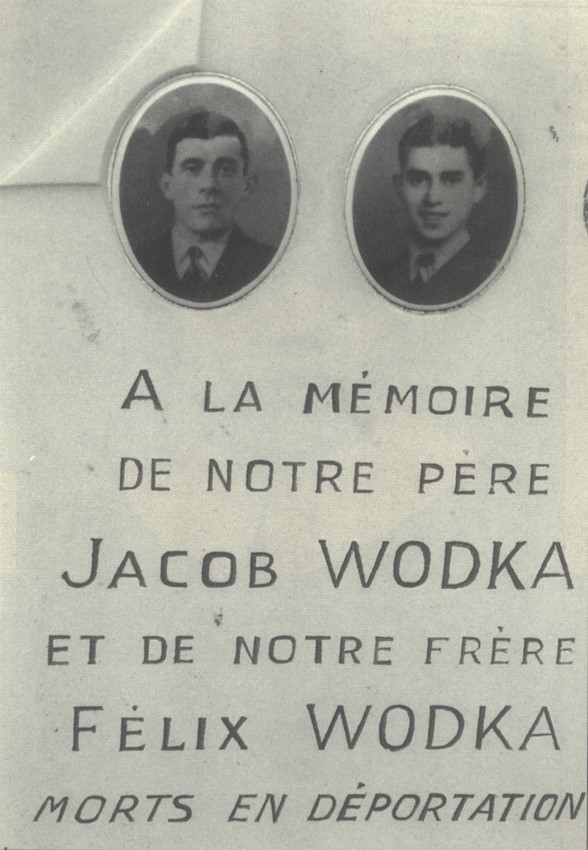 A LA MÉMOIRE
DE NOTRE PÈRE
JACOB WODKA
ET DE NOTRE FRÈRE
FÉLIX WODKA
MORTS EN DÉPORTATION